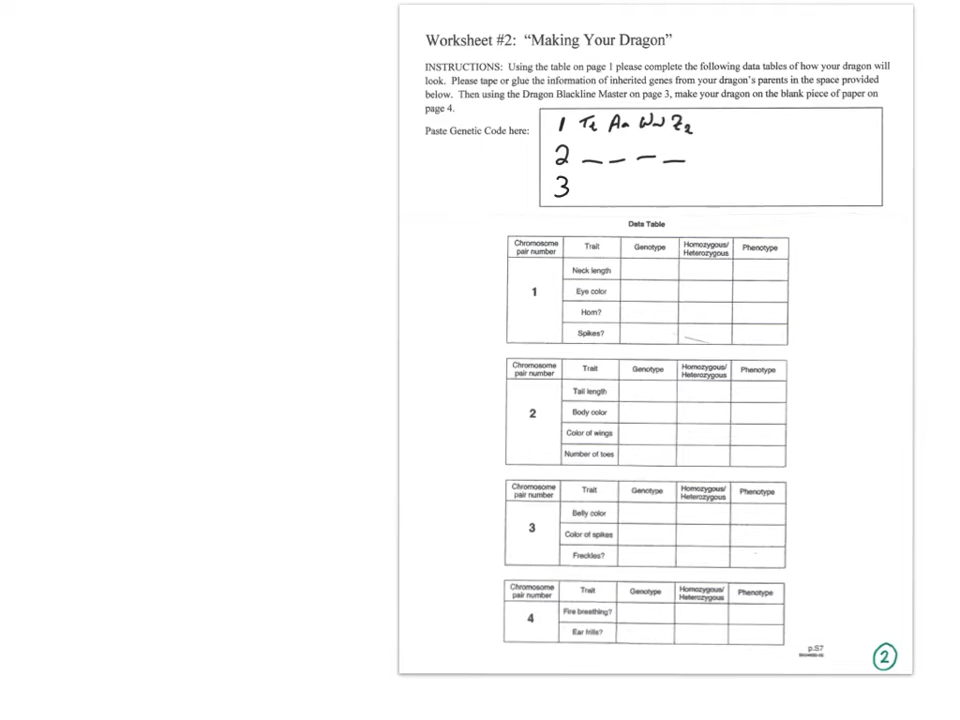 Worksheet #2: “Making Your Dragon”
INSTRUCTIONS: Using the table on page 1 please complete the following data tables of how your dragon will
look. Please tape or glue the information of inherited genes from your dragon’s parents in the space provided
below. Then using the Dragon Blackline Master on page 3, make your dragon on the blank piece of paper on
page 4.
Paste Genetic Code here:
1 Tt Aa
2 — — — —
3
Data Table
Chromosome pair number Trait Genotype Homozygous/ Heterozygous Phenotype
1
Neck length
Eye color
Horn?
Spikes?
Chromosome pair number Trait Genotype Homozygous/ Heterozygous Phenotype
2
Tail length
Body color
Color of wings
Number of toes
Chromosome pair number Trait Genotype Homozygous/ Heterozygous Phenotype
3
Belly color
Color of spikes
Freckles?
Chromosome pair number Trait Genotype Homozygous/ Heterozygous Phenotype
4
Fire breathing?
Ear frills?
p.S7
2